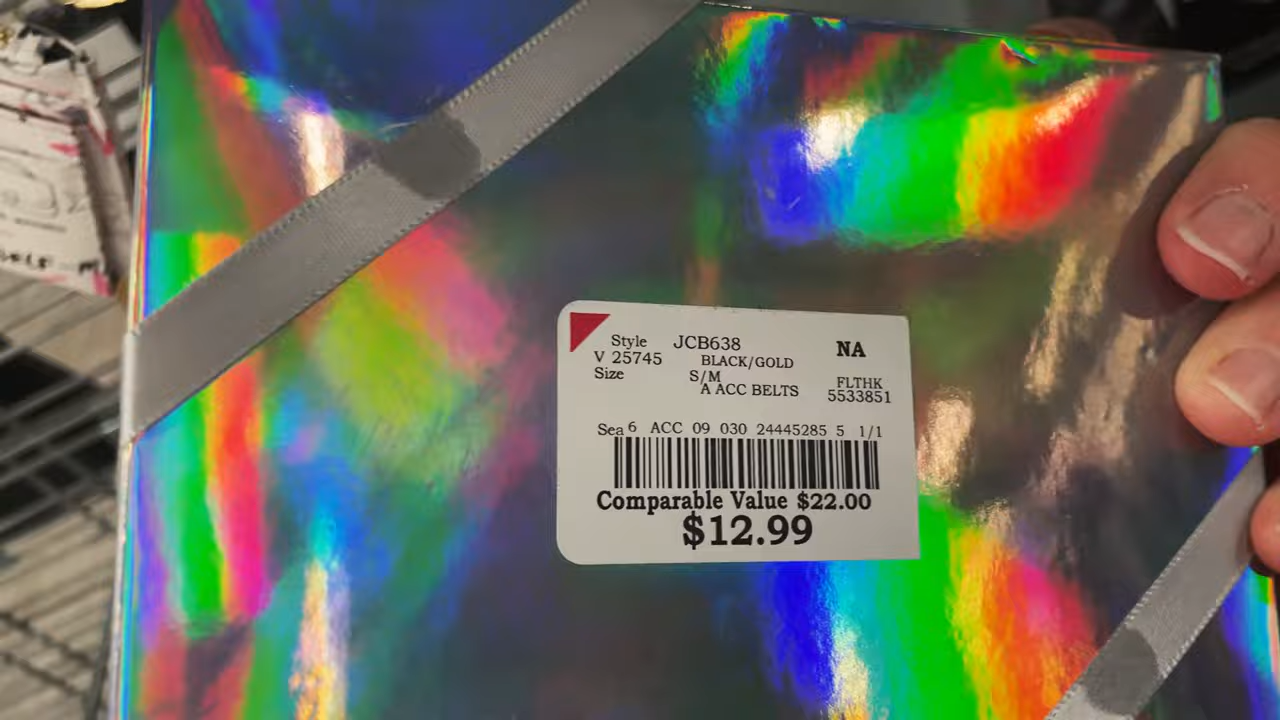 Style JCB638 NA
V 25745 BLACK/GOLD
Size S/M FLTHK
A ACC BELTS 5533851
Sea 6 ACC 09 030 24445285 5 1/1
Comparable Value $22.00
$12.99